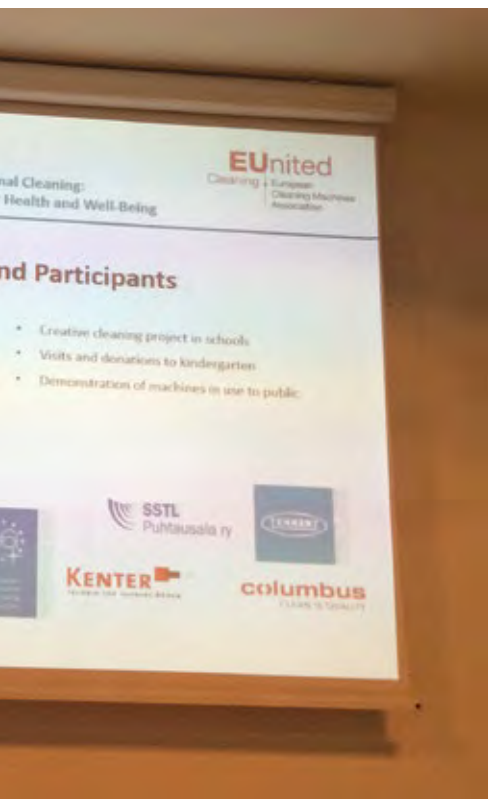 EUnited
Cleaning European
Cleaning Machines
Association
nal Cleaning:
Health and Well-Being
nd Participants
• Creative cleaning project in schools
• Visits and donations to kindergarten
• Demonstration of machines in use to public
SSTL
Puhtausala ry
TENNANT
KENTER
columbus